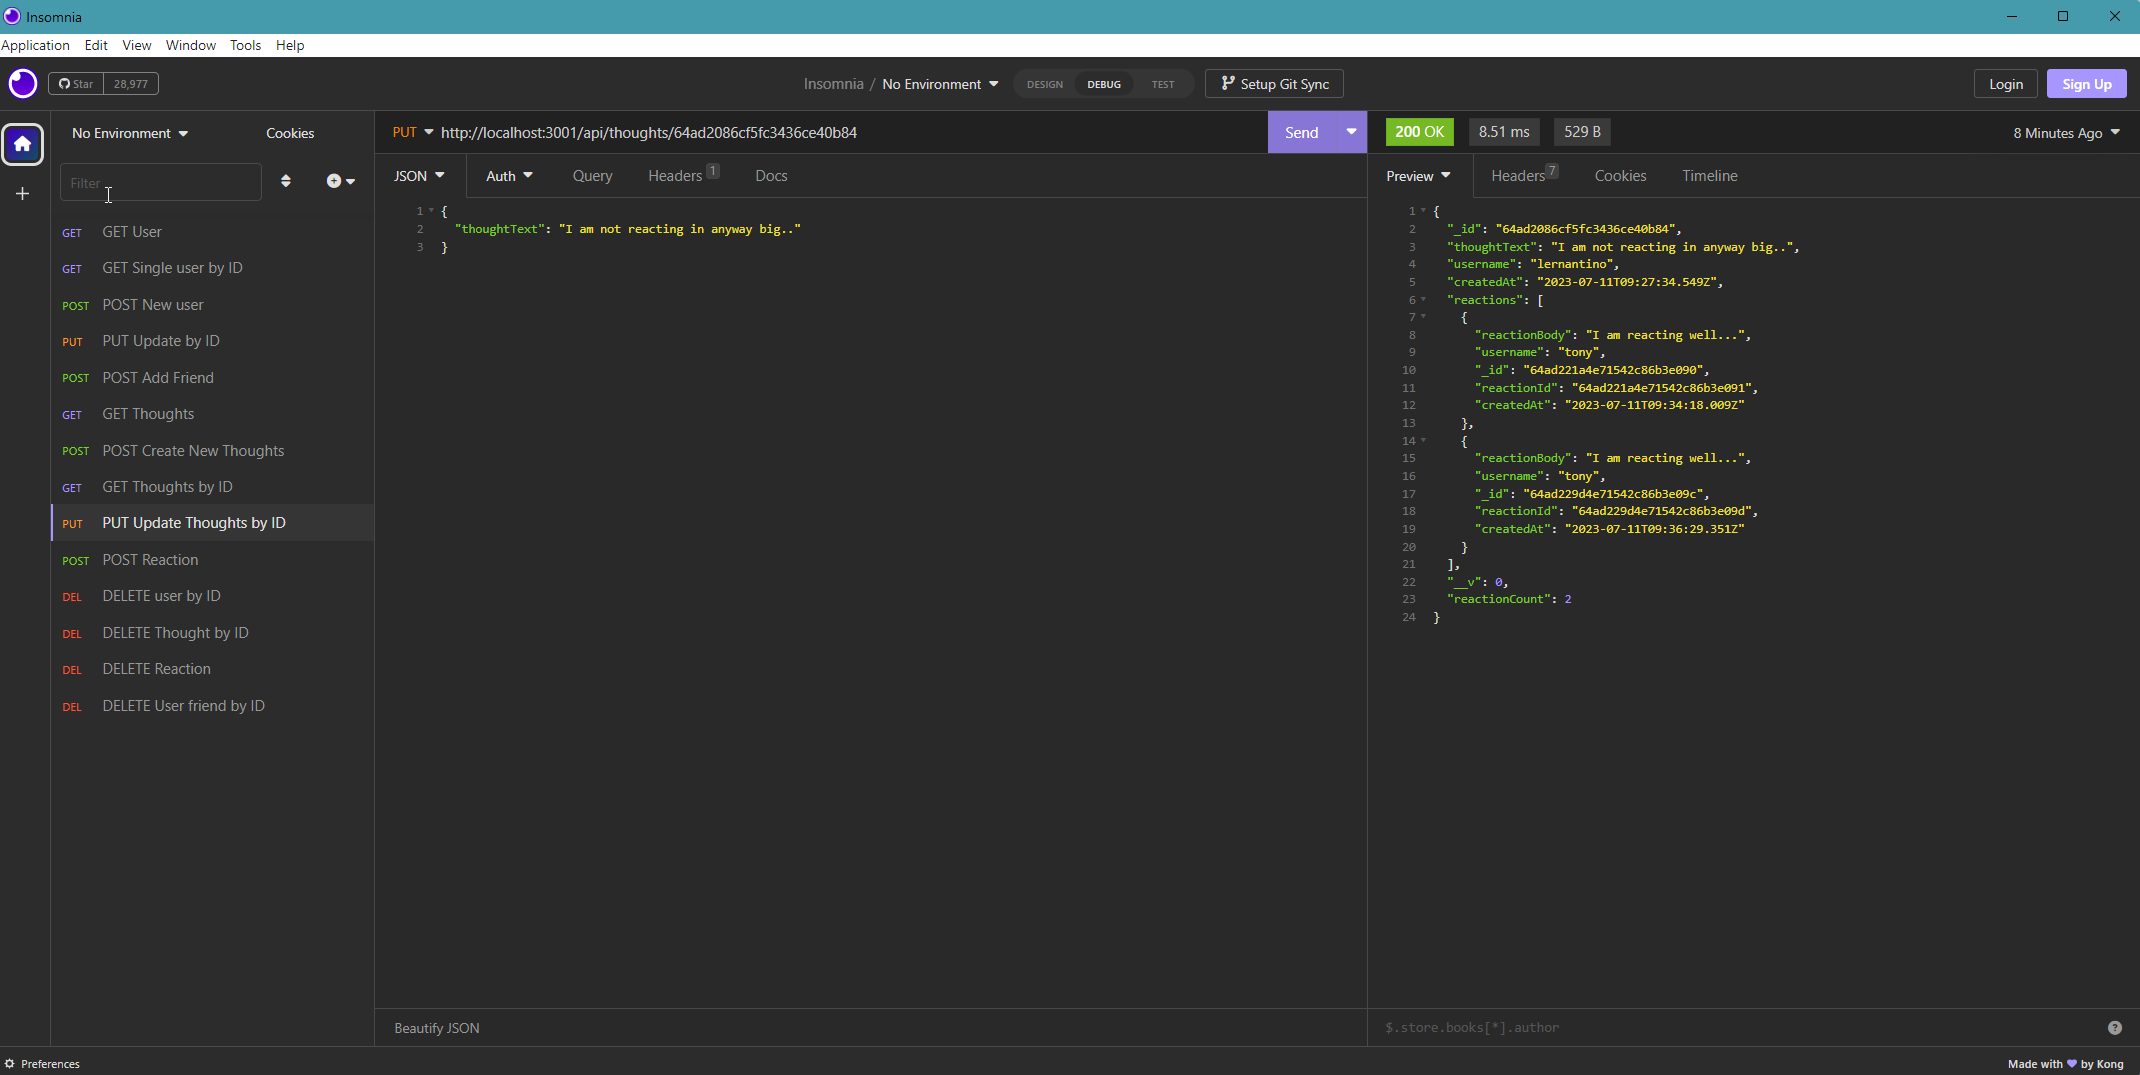 Insomnia
Application Edit View Window Tools Help
Star 28,977
Insomnia / No Environment
DESIGN DEBUG TEST
Setup Git Sync
Login
Sign Up
No Environment Cookies
Filter
GET GET User
GET GET Single user by ID
POST POST New user
PUT PUT Update by ID
POST POST Add Friend
GET GET Thoughts
POST POST Create New Thoughts
GET GET Thoughts by ID
PUT PUT Update Thoughts by ID
POST POST Reaction
DEL DELETE user by ID
DEL DELETE Thought by ID
DEL DELETE Reaction
DEL DELETE User friend by ID
PUT http://localhost:3001/api/thoughts/64ad2086cf5fc3436ce40b84
Send
JSON Auth Query Headers 1 Docs
1 {
2 "thoughtText": "I am not reacting in anyway big.."
3 }
Beautify JSON
200 OK 8.51 ms 529 B 8 Minutes Ago
Preview Headers 7 Cookies Timeline
1 {
2 "_id": "64ad2086cf5fc3436ce40b84",
3 "thoughtText": "I am not reacting in anyway big..",
4 "username": "lernantino",
5 "createdAt": "2023-07-11T09:27:34.549Z",
6 "reactions": [
7 {
8 "reactionBody": "I am reacting well...",
9 "username": "tony",
10 "_id": "64ad221a4e71542c86b3e090",
11 "reactionId": "64ad221a4e71542c86b3e091",
12 "createdAt": "2023-07-11T09:34:18.009Z"
13 },
14 {
15 "reactionBody": "I am reacting well...",
16 "username": "tony",
17 "_id": "64ad229d4e71542c86b3e09c",
18 "reactionId": "64ad229d4e71542c86b3e09d",
19 "createdAt": "2023-07-11T09:36:29.351Z"
20 }
21 ],
22 "__v": 0,
23 "reactionCount": 2
24 }
$.store.books[*].author
?
Preferences
Made with by Kong